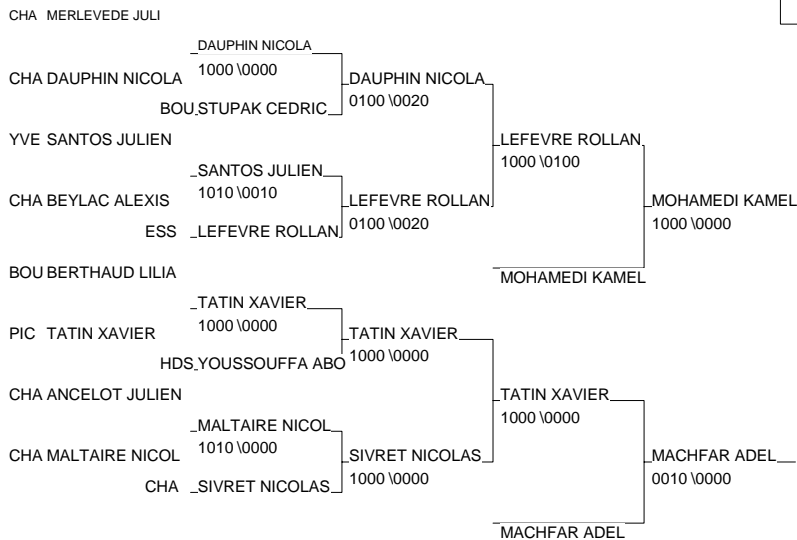 CHA MERLEVEDE JULI
DAUPHIN NICOLA
1000 \0000
CHA DAUPHIN NICOLA
DAUPHIN NICOLA
0100 \0020
BOU STUPAK CEDRIC
YVE SANTOS JULIEN
LEFEVRE ROLLAN
1000 \0100
SANTOS JULIEN
1010 \0010
CHA BEYLAC ALEXIS
LEFEVRE ROLLAN
0100 \0020
MOHAMEDI KAMEL
1000 \0000
ESS LEFEVRE ROLLAN
BOU BERTHAUD LILIA
MOHAMEDI KAMEL
TATIN XAVIER
1000 \0000
PIC TATIN XAVIER
TATIN XAVIER
1000 \0000
HDS YOUSSOUFFA ABO
CHA ANCELOT JULIEN
TATIN XAVIER
1000 \0000
MALTAIRE NICOL
1010 \0000
CHA MALTAIRE NICOL
SIVRET NICOLAS
1000 \0000
MACHFAR ADEL
0010 \0000
CHA SIVRET NICOLAS
MACHFAR ADEL